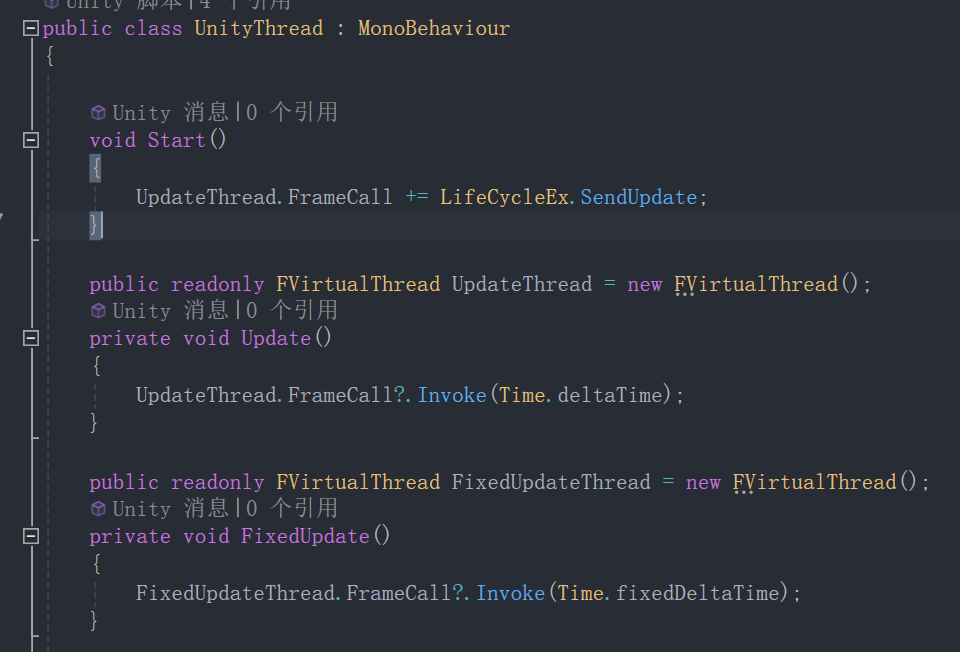 Unity 脚本|4 个引用
public class UnityThread : MonoBehaviour
{
Unity 消息|0 个引用
void Start()
{
UpdateThread.FrameCall += LifeCycleEx.SendUpdate;
}
public readonly FVirtualThread UpdateThread = new FVirtualThread();
Unity 消息|0 个引用
private void Update()
{
UpdateThread.FrameCall?.Invoke(Time.deltaTime);
}
public readonly FVirtualThread FixedUpdateThread = new FVirtualThread();
Unity 消息|0 个引用
private void FixedUpdate()
{
FixedUpdateThread.FrameCall?.Invoke(Time.fixedDeltaTime);
}